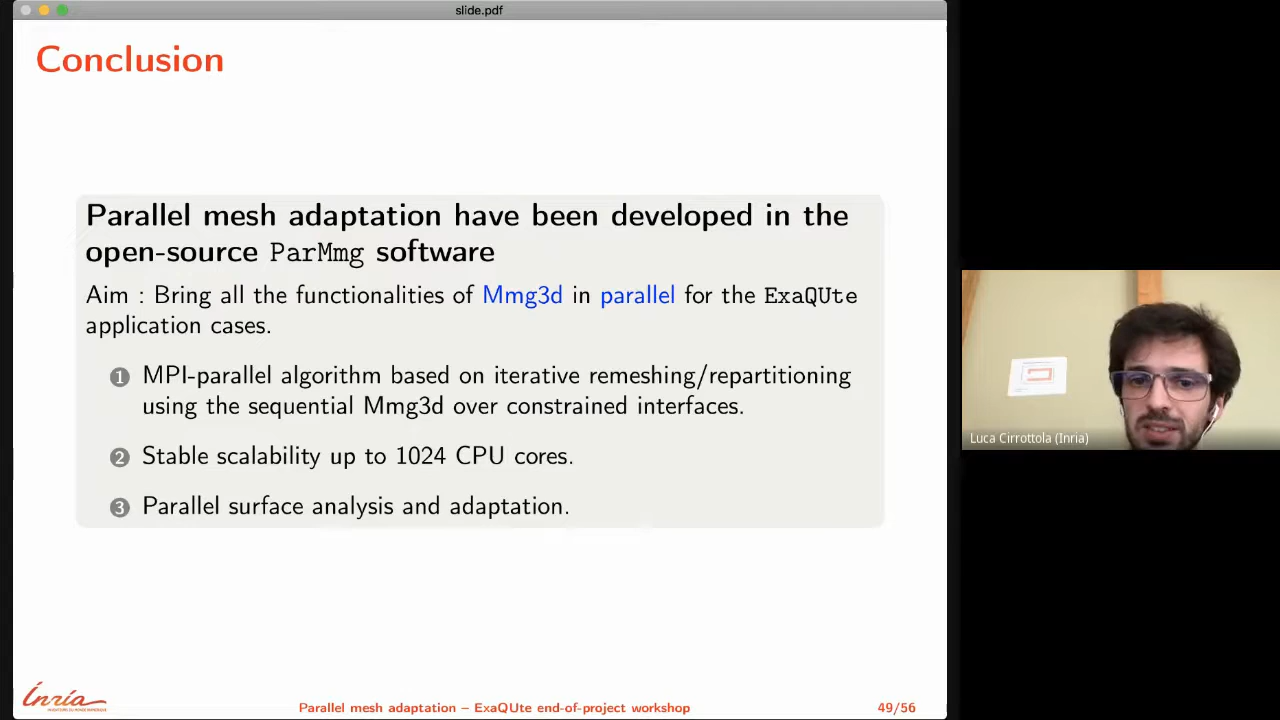 slide.pdf
Conclusion
Parallel mesh adaptation have been developed in the
open-source ParMmg software
Aim : Bring all the functionalities of Mmg3d in parallel for the ExaQUte
application cases.
1 MPI-parallel algorithm based on iterative remeshing/repartitioning
using the sequential Mmg3d over constrained interfaces.
2 Stable scalability up to 1024 CPU cores.
3 Parallel surface analysis and adaptation.
Luca Cirrottola (Inria)
Inria
Parallel mesh adaptation – ExaQUte end-of-project workshop
49/56